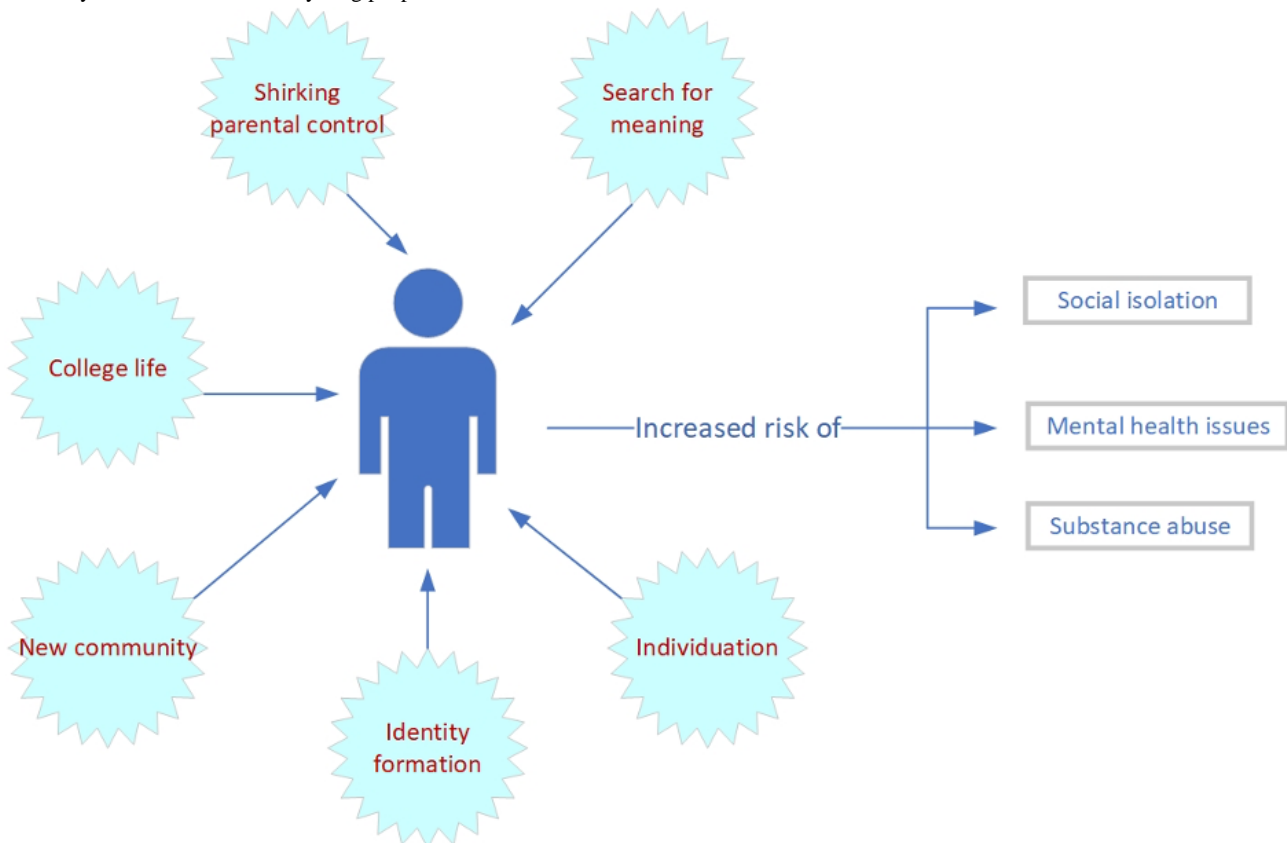 Shirking
parental control
Search for
meaning
College life
Social isolation
Increased risk of
Mental health issues
Substance abuse
New community
Individuation
Identity
formation